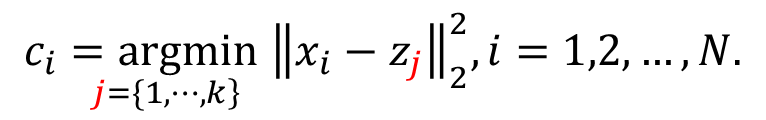 c_i = argmin_{j={1,⋯,k}} ‖x_i − z_j‖_2^2, i = 1,2, … , N.